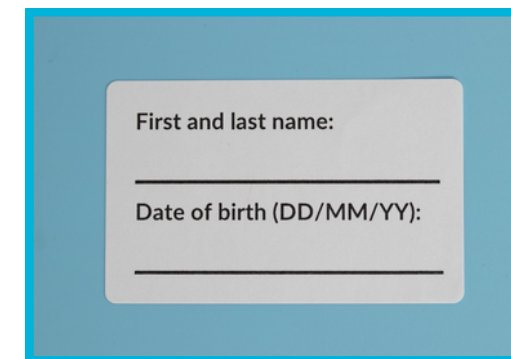 First and last name:
Date of birth (DD/MM/YY):